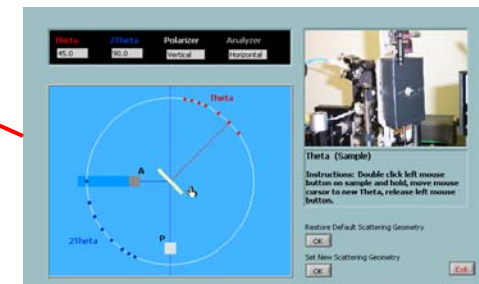 Theta 2Theta Polarizer Analyzer
45.0 90.0 Vertical Horizontal
Theta
A
P
2Theta
Theta (Sample)
Instructions: Double click left mouse
button on sample and hold, move mouse
cursor to new Theta, release left mouse
button.
Restore Default Scattering Geometry
OK
Set New Scattering Geometry
OK
Exit